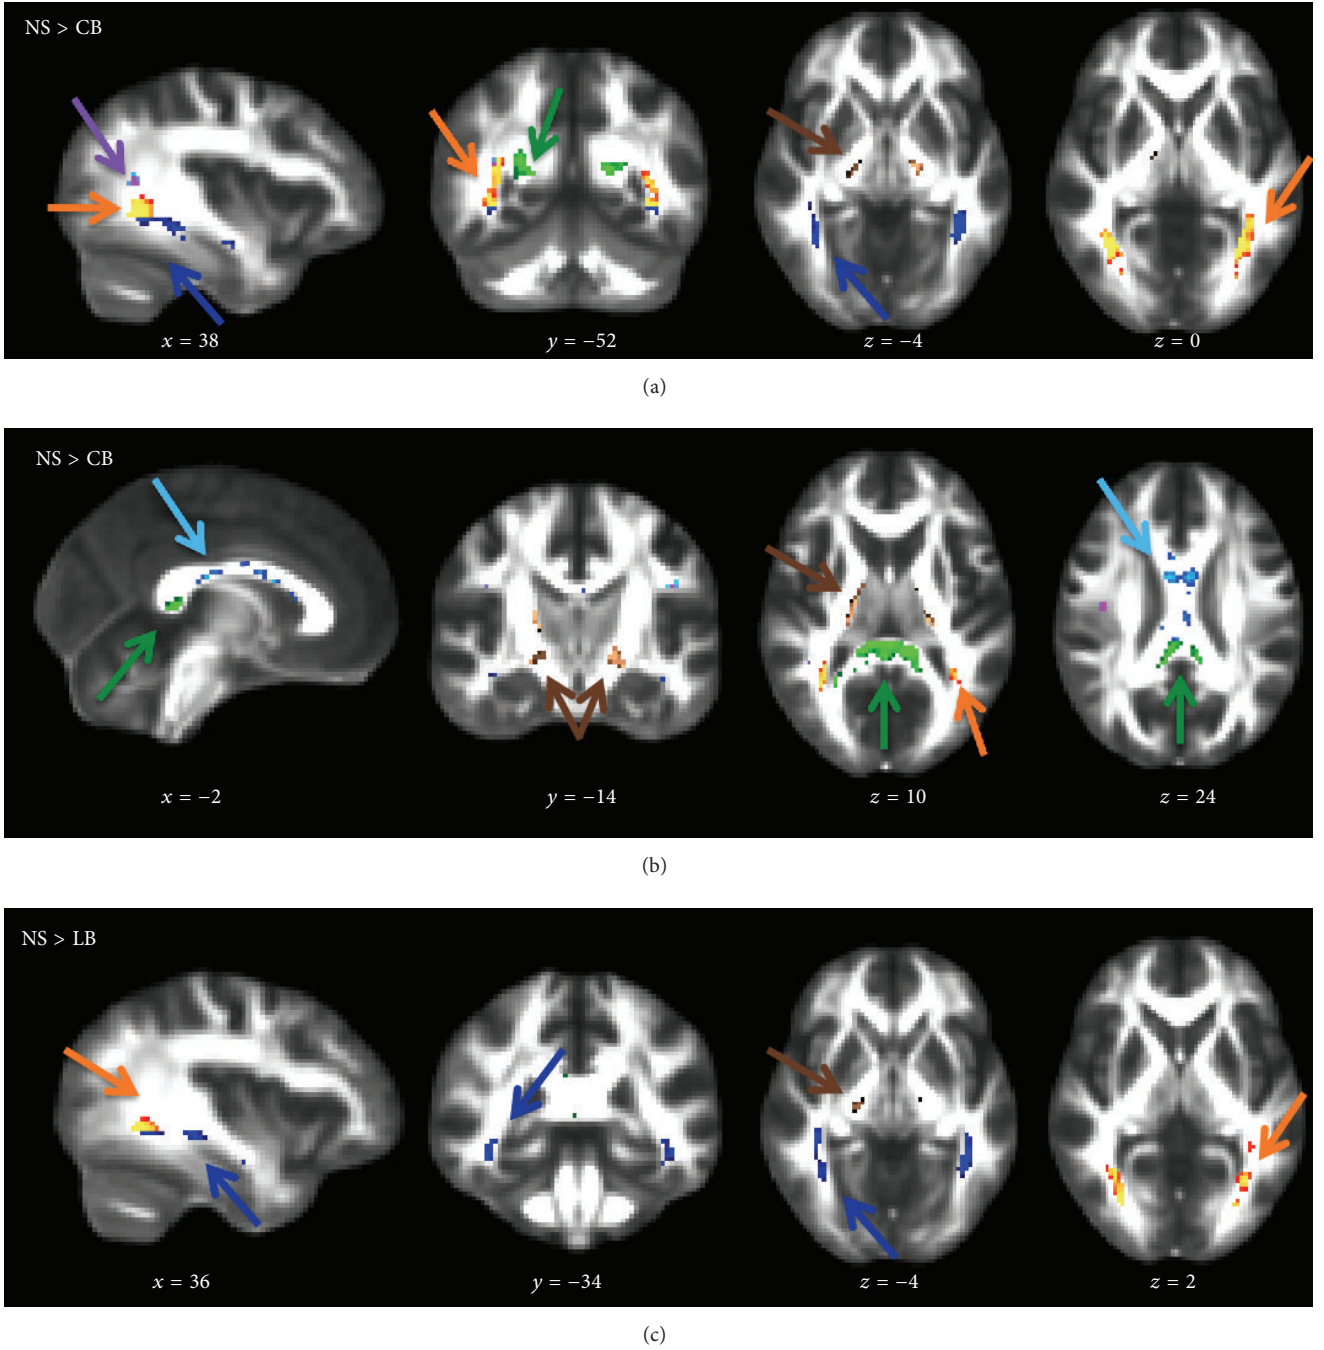 NS > CB
x = 38 y = −52 z = −4 z = 0
(a)
NS > CB
x = −2 y = −14 z = 10 z = 24
(b)
NS > LB
x = 36 y = −34 z = −4 z = 2
(c)